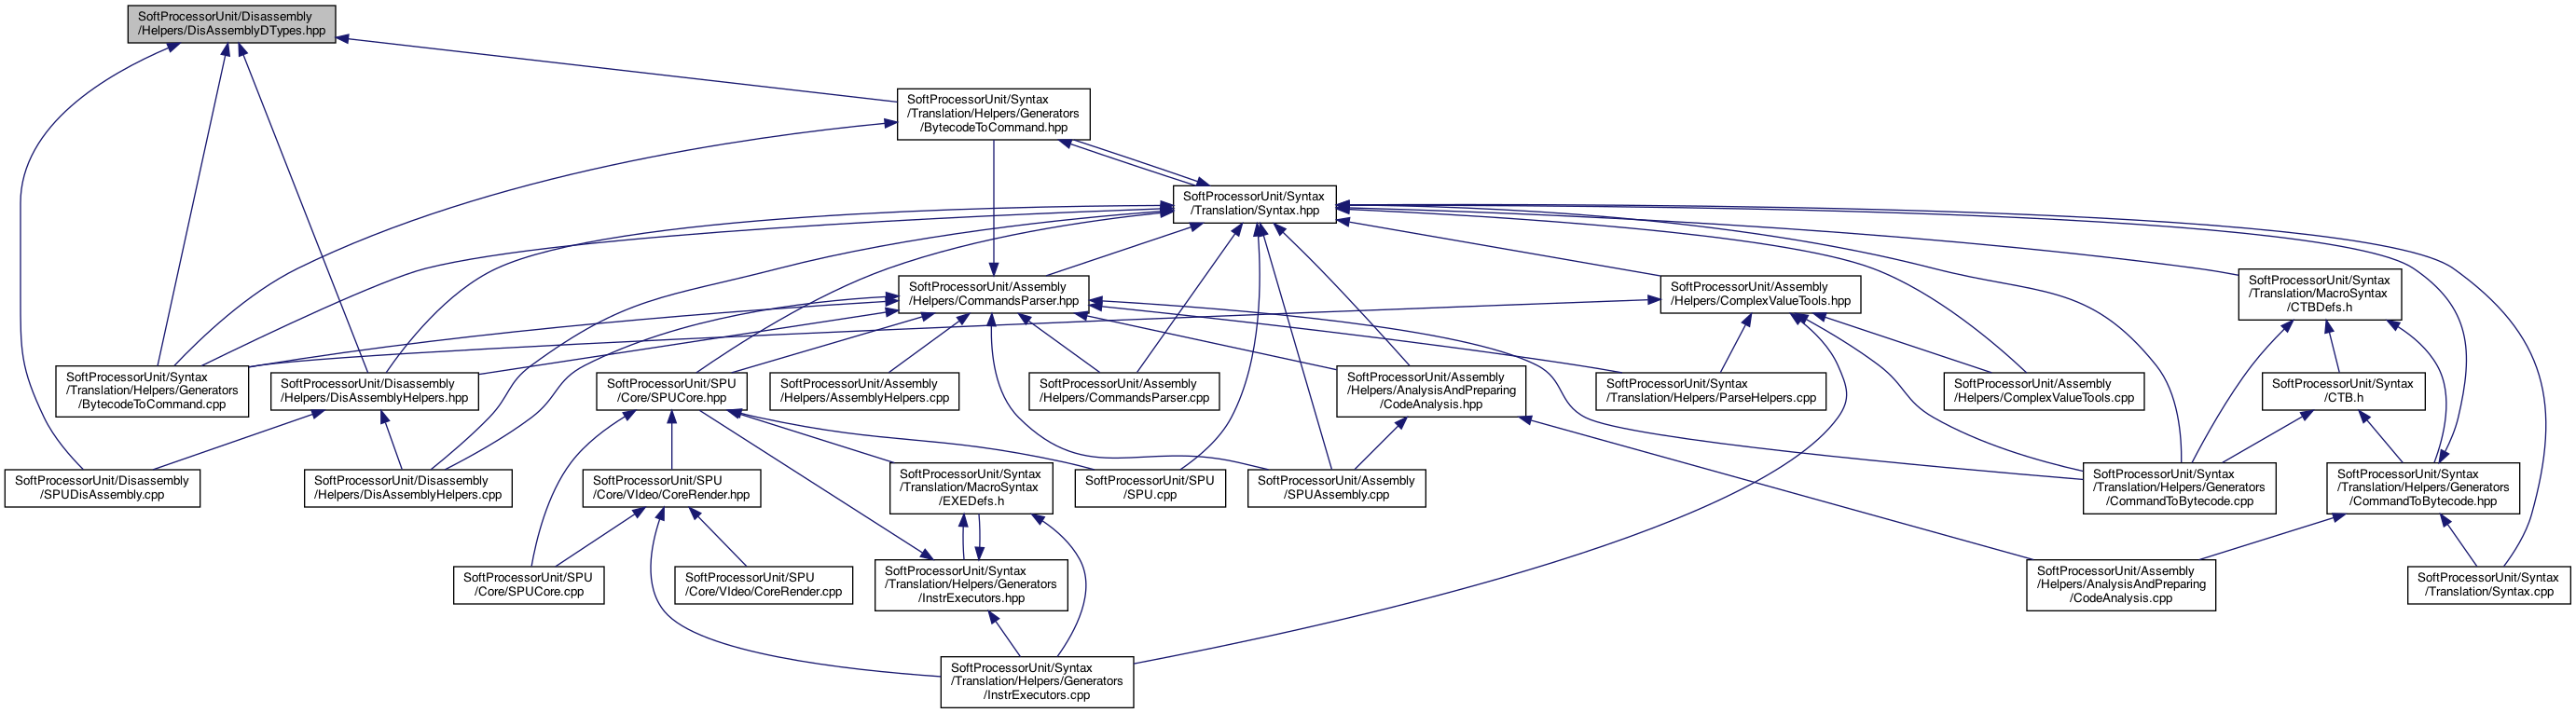 SoftProcessorUnit/Disassembly
/Helpers/DisAssemblyDTypes.hpp
SoftProcessorUnit/Syntax
/Translation/Helpers/Generators
/BytecodeToCommand.hpp
SoftProcessorUnit/Syntax
/Translation/Syntax.hpp
SoftProcessorUnit/Assembly
/Helpers/CommandsParser.hpp
SoftProcessorUnit/Assembly
/Helpers/ComplexValueTools.hpp
SoftProcessorUnit/Syntax
/Translation/MacroSyntax
/CTBDefs.h
SoftProcessorUnit/Syntax
/Translation/Helpers/Generators
/BytecodeToCommand.cpp
SoftProcessorUnit/Disassembly
/Helpers/DisAssemblyHelpers.hpp
SoftProcessorUnit/SPU
/Core/SPUCore.hpp
SoftProcessorUnit/Assembly
/Helpers/AssemblyHelpers.cpp
SoftProcessorUnit/Assembly
/Helpers/CommandsParser.cpp
SoftProcessorUnit/Assembly
/Helpers/AnalysisAndPreparing
/CodeAnalysis.hpp
SoftProcessorUnit/Syntax
/Translation/Helpers/ParseHelpers.cpp
SoftProcessorUnit/Assembly
/Helpers/ComplexValueTools.cpp
SoftProcessorUnit/Syntax
/CTB.h
SoftProcessorUnit/Disassembly
/SPUDisAssembly.cpp
SoftProcessorUnit/Disassembly
/Helpers/DisAssemblyHelpers.cpp
SoftProcessorUnit/SPU
/Core/VIdeo/CoreRender.hpp
SoftProcessorUnit/Syntax
/Translation/MacroSyntax
/EXEDefs.h
SoftProcessorUnit/SPU
/SPU.cpp
SoftProcessorUnit/Assembly
/SPUAssembly.cpp
SoftProcessorUnit/Syntax
/Translation/Helpers/Generators
/CommandToBytecode.cpp
SoftProcessorUnit/Syntax
/Translation/Helpers/Generators
/CommandToBytecode.hpp
SoftProcessorUnit/SPU
/Core/SPUCore.cpp
SoftProcessorUnit/SPU
/Core/VIdeo/CoreRender.cpp
SoftProcessorUnit/Syntax
/Translation/Helpers/Generators
/InstrExecutors.hpp
SoftProcessorUnit/Assembly
/Helpers/AnalysisAndPreparing
/CodeAnalysis.cpp
SoftProcessorUnit/Syntax
/Translation/Syntax.cpp
SoftProcessorUnit/Syntax
/Translation/Helpers/Generators
/InstrExecutors.cpp